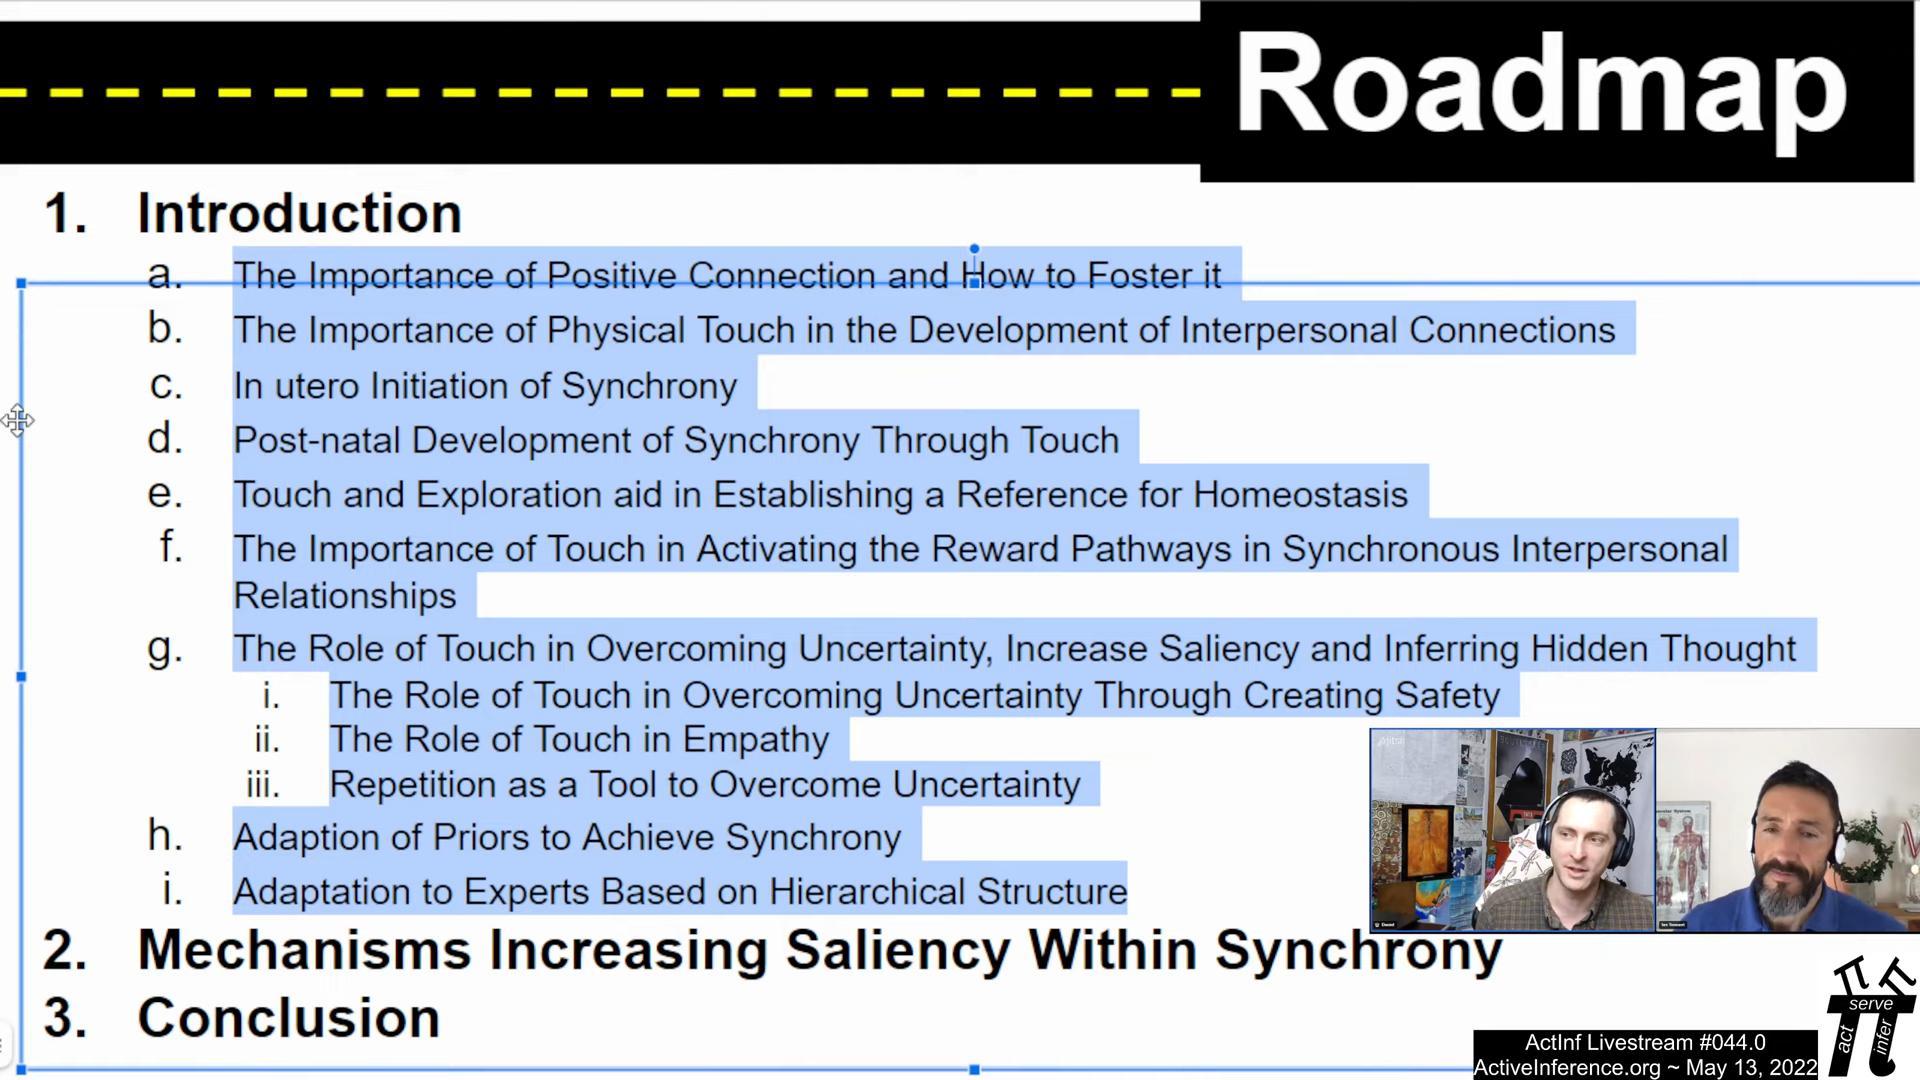 Roadmap
1. Introduction
a. The Importance of Positive Connection and How to Foster it
b. The Importance of Physical Touch in the Development of Interpersonal Connections
c. In utero Initiation of Synchrony
d. Post-natal Development of Synchrony Through Touch
e. Touch and Exploration aid in Establishing a Reference for Homeostasis
f. The Importance of Touch in Activating the Reward Pathways in Synchronous Interpersonal
Relationships
g. The Role of Touch in Overcoming Uncertainty, Increase Saliency and Inferring Hidden Thought
i. The Role of Touch in Overcoming Uncertainty Through Creating Safety
ii. The Role of Touch in Empathy
iii. Repetition as a Tool to Overcome Uncertainty
h. Adaption of Priors to Achieve Synchrony
i. Adaptation to Experts Based on Hierarchical Structure
2. Mechanisms Increasing Saliency Within Synchrony
3. Conclusion
serve
act
infer
ActInf Livestream #044.0
ActiveInference.org ~ May 13, 2022